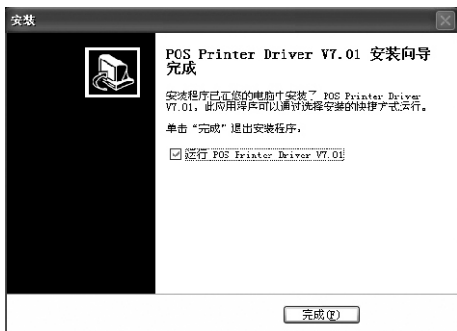 安装
POS Printer Driver V7.01 安装向导
完成
安装程序已在您的电脑中安装了 POS Printer Driver
V7.01。此应用程序可以通过选择安装的快捷方式运行。
单击“完成”退出安装程序。
运行 POS Printer Driver V7.01
完成(F)